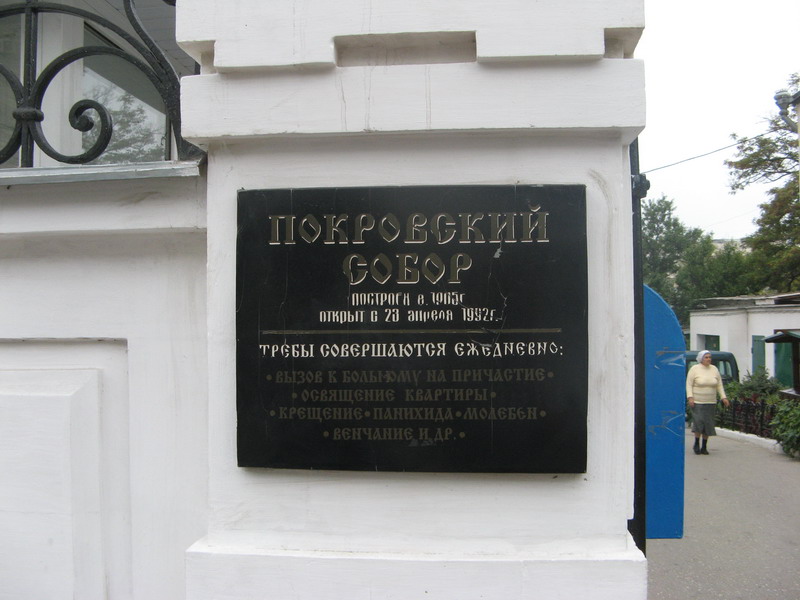 ПОКРОВСКИЙ
СОБОР
ПОСТРОЕН В 1905г
ОТКРЫТ В 23 апреля 1992г.
ТРЕБЫ СОВЕРШАЮТСЯ ЕЖЕДНЕВНО:
• ВЫЗОВ К БОЛЬНОМУ НА ПРИЧАСТИЕ •
• ОСВЯЩЕНИЕ КВАРТИРЫ •
• КРЕЩЕНИЕ • ПАНИХИДА • МОЛЕБЕН •
• ВЕНЧАНИЕ И ДР. •